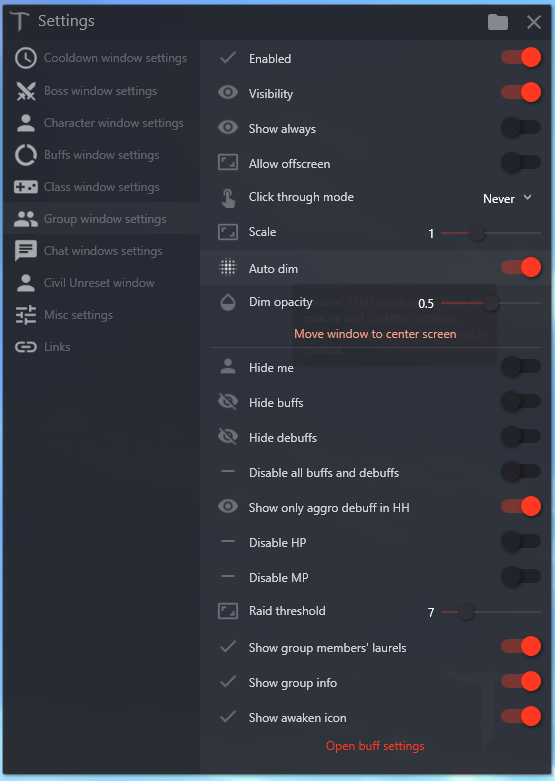 Settings
Cooldown window settings
Boss window settings
Character window settings
Buffs window settings
Class window settings
Group window settings
Chat windows settings
Civil Unreset window
Misc settings
Links
Enabled
Visibility
Show always
Allow offscreen
Click through mode Never
Scale 1
Auto dim
Dim opacity 0.5
Move window to center screen
Hide me
Hide buffs
Hide debuffs
Disable all buffs and debuffs
Show only aggro debuff in HH
Disable HP
Disable MP
Raid threshold 7
Show group members' laurels
Show group info
Show awaken icon
Open buff settings